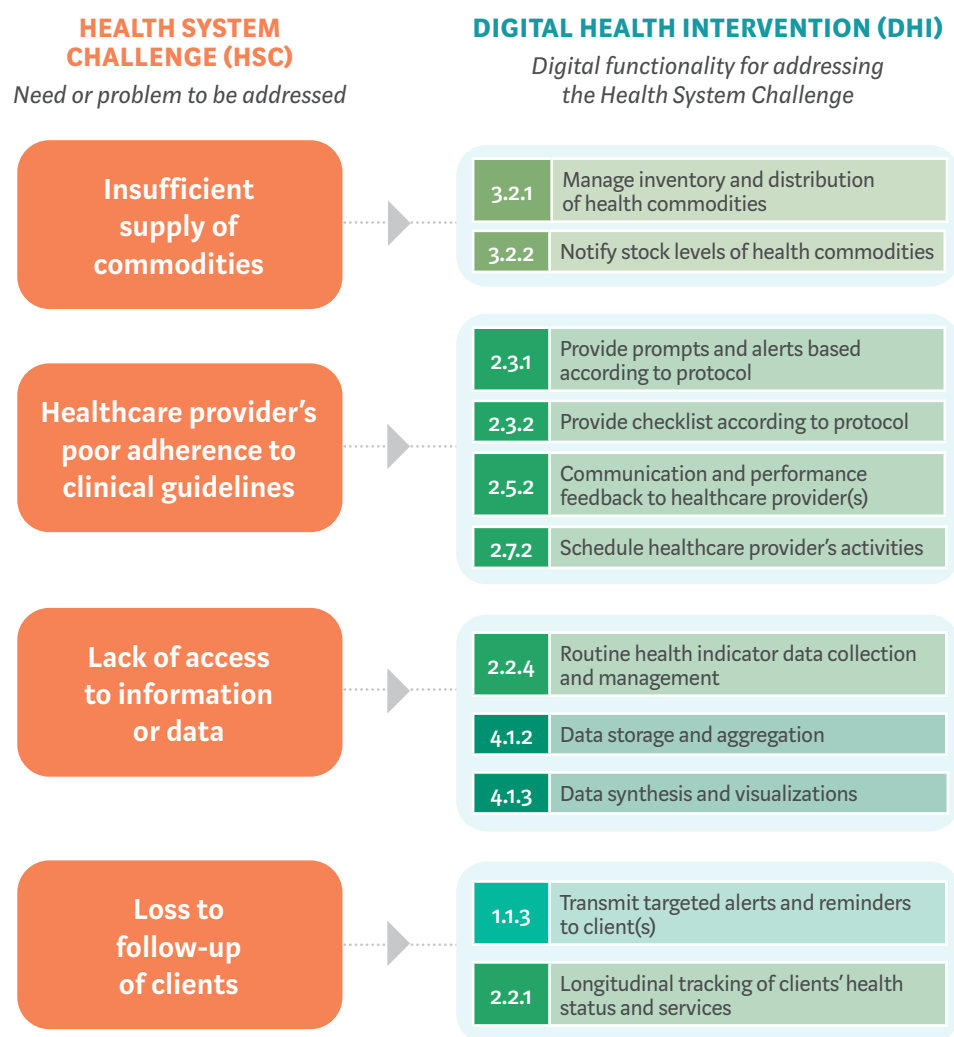 HEALTH SYSTEM
CHALLENGE (HSC)
Need or problem to be addressed
DIGITAL HEALTH INTERVENTION (DHI)
Digital functionality for addressing
the Health System Challenge
Insufficient
supply of
commodities
3.2.1
Manage inventory and distribution
of health commodities
3.2.2
Notify stock levels of health commodities
Healthcare provider's
poor adherence to
clinical guidelines
2.3.1
Provide prompts and alerts based
according to protocol
2.3.2
Provide checklist according to protocol
2.5.2
Communication and performance
feedback to healthcare provider(s)
2.7.2
Schedule healthcare provider's activities
Lack of access
to information
or data
2.2.4
Routine health indicator data collection
and management
4.1.2
Data storage and aggregation
4.1.3
Data synthesis and visualizations
Loss to
follow-up
of clients
1.1.3
Transmit targeted alerts and reminders
to client(s)
2.2.1
Longitudinal tracking of clients' health
status and services